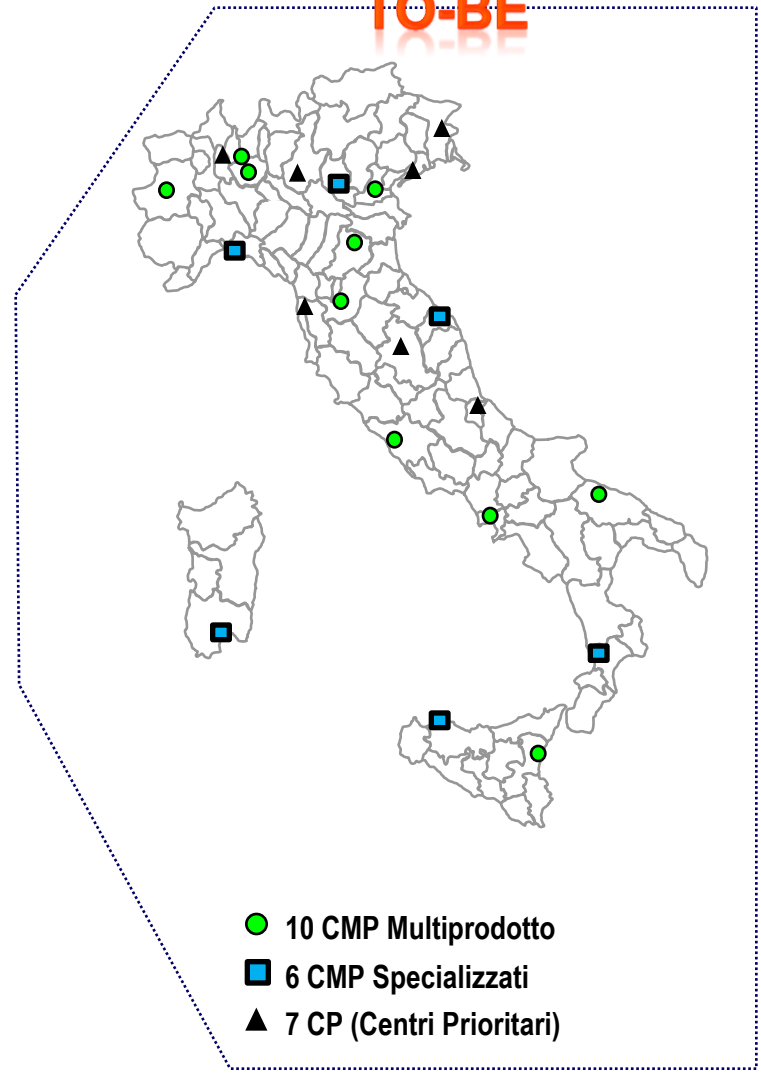 TO-BE
10 CMP Multiprodotto
6 CMP Specializzati
7 CP (Centri Prioritari)